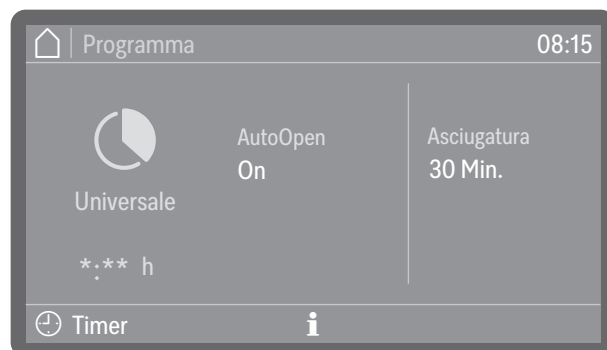 Programma 08:15
AutoOpen Asciugatura
On 30 Min.
Universale
*:** h
Timer i